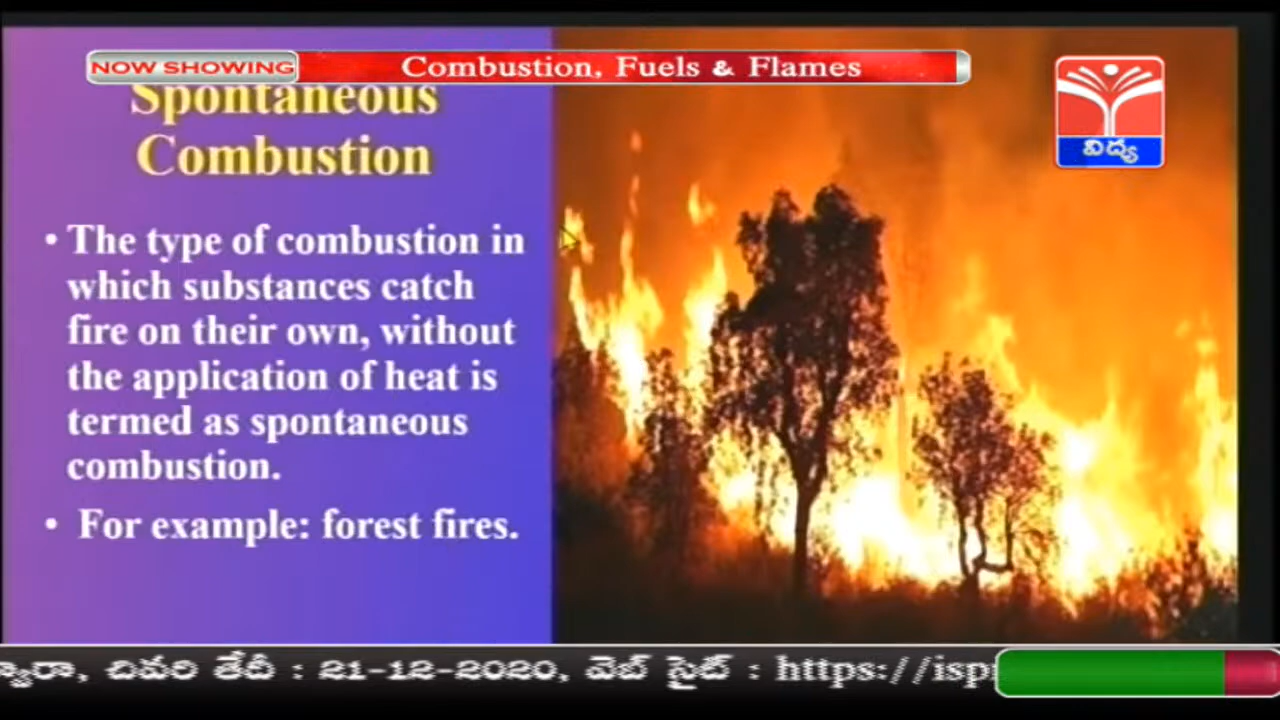 NOW SHOWING
Combustion, Fuels & Flames
విద్య
Spontaneous
Combustion
• The type of combustion in
which substances catch
fire on their own, without
the application of heat is
termed as spontaneous
combustion.
• For example: forest fires.
చివరి తేదీ : 21-12-2020, వెబ్ సైట్ : https://isp